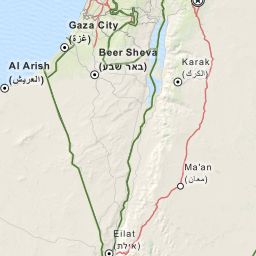 Gaza City
(غزة)
Beer Sheva
(באר שבע)
Al Arish
(العريش)
Karak
(الكرك)
Ma'an
(معان)
Eilat
(אילת)